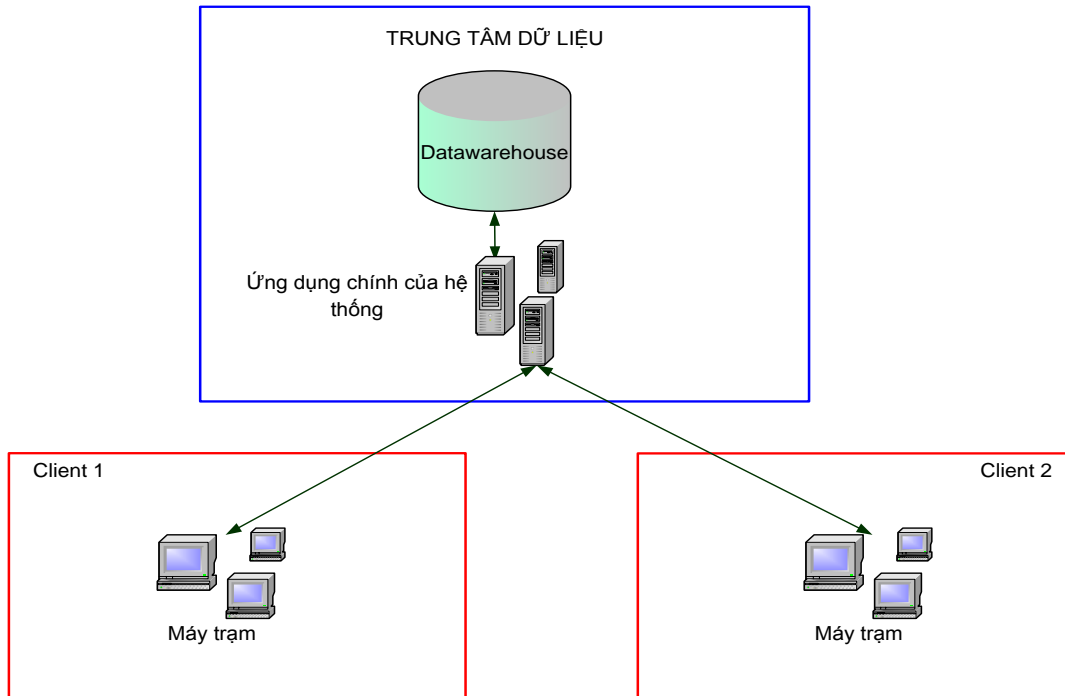 TRUNG TÂM DỮ LIỆU
Datawarehouse
Ứng dụng chính của hệ
thống
Client 1
Client 2
Máy trạm
Máy trạm